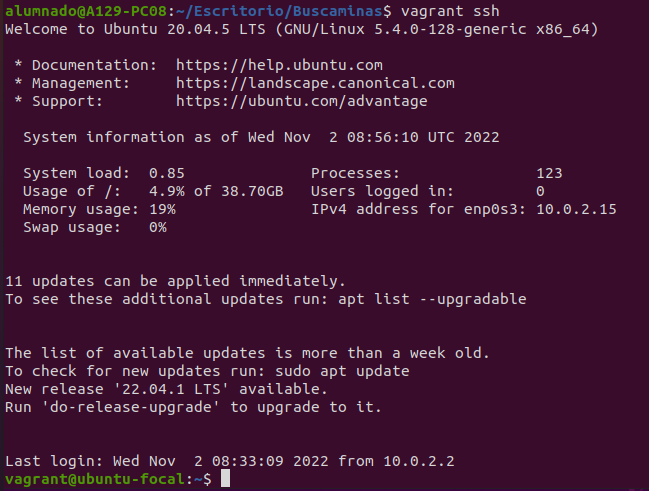 alumnado@A129-PC08:~/Escritorio/Buscaminas$ vagrant ssh
Welcome to Ubuntu 20.04.5 LTS (GNU/Linux 5.4.0-128-generic x86_64)
* Documentation:  https://help.ubuntu.com
* Management:     https://landscape.canonical.com
* Support:        https://ubuntu.com/advantage
System information as of Wed Nov  2 08:56:10 UTC 2022
System load:  0.85              Processes:               123
Usage of /:   4.9% of 38.70GB   Users logged in:         0
Memory usage: 19%               IPv4 address for enp0s3: 10.0.2.15
Swap usage:   0%
11 updates can be applied immediately.
To see these additional updates run: apt list --upgradable
The list of available updates is more than a week old.
To check for new updates run: sudo apt update
New release '22.04.1 LTS' available.
Run 'do-release-upgrade' to upgrade to it.
Last login: Wed Nov  2 08:33:09 2022 from 10.0.2.2
vagrant@ubuntu-focal:~$